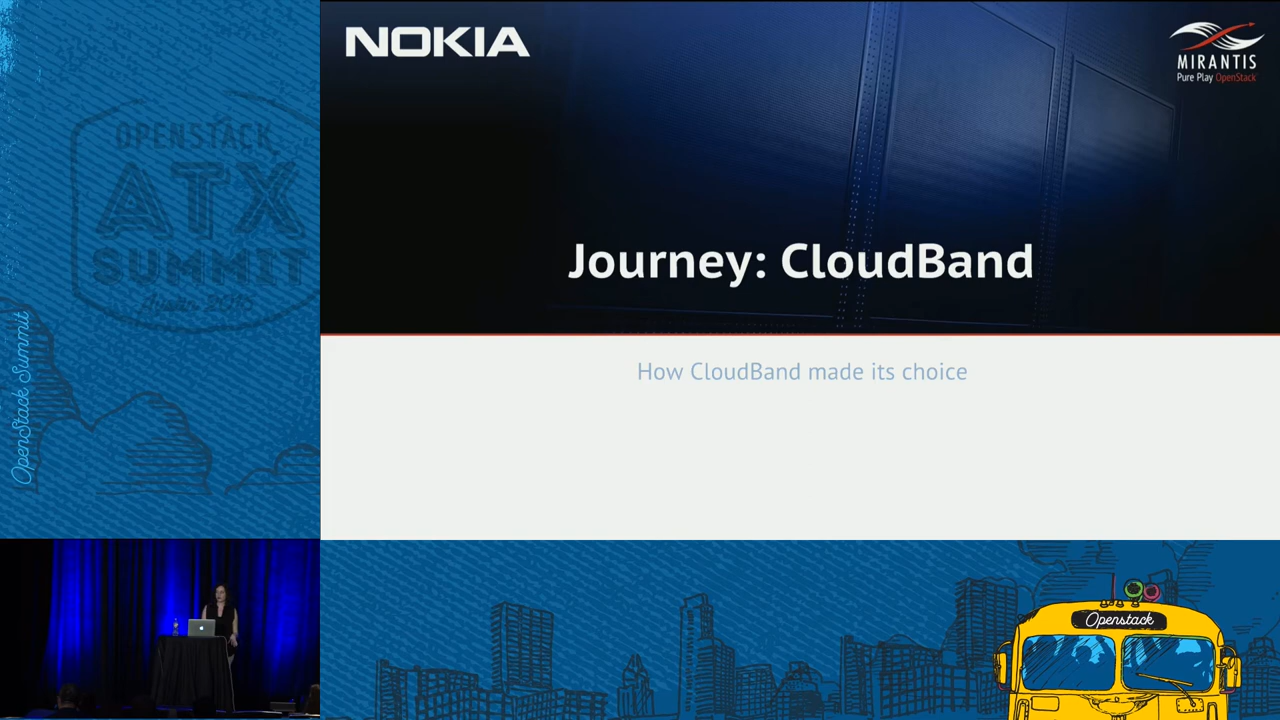 NOKIA
MIRANTIS
Pure Play OpenStack
Journey: CloudBand
How CloudBand made its choice
OPENSTACK
ATX
SUMMIT
OpenStack Summit
Openstack